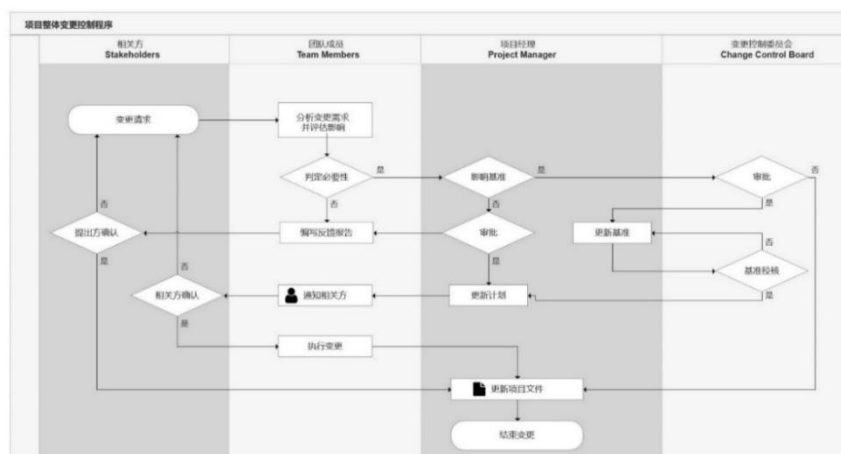 项目整体变更控制程序
相关方
Stakeholders
团队成员
Team Members
项目经理
Project Manager
变更控制委员会
Change Control Board
变更请求
分析变更需求
并评估影响
判定必要性
是
影响基准
是
审批
否
否
否
是
否
提出方确认
编写反馈报告
审批
更新基准
否
是
否
是
基准校核
相关方确认
通知相关方
更新计划
是
是
执行变更
更新项目文件
结束变更